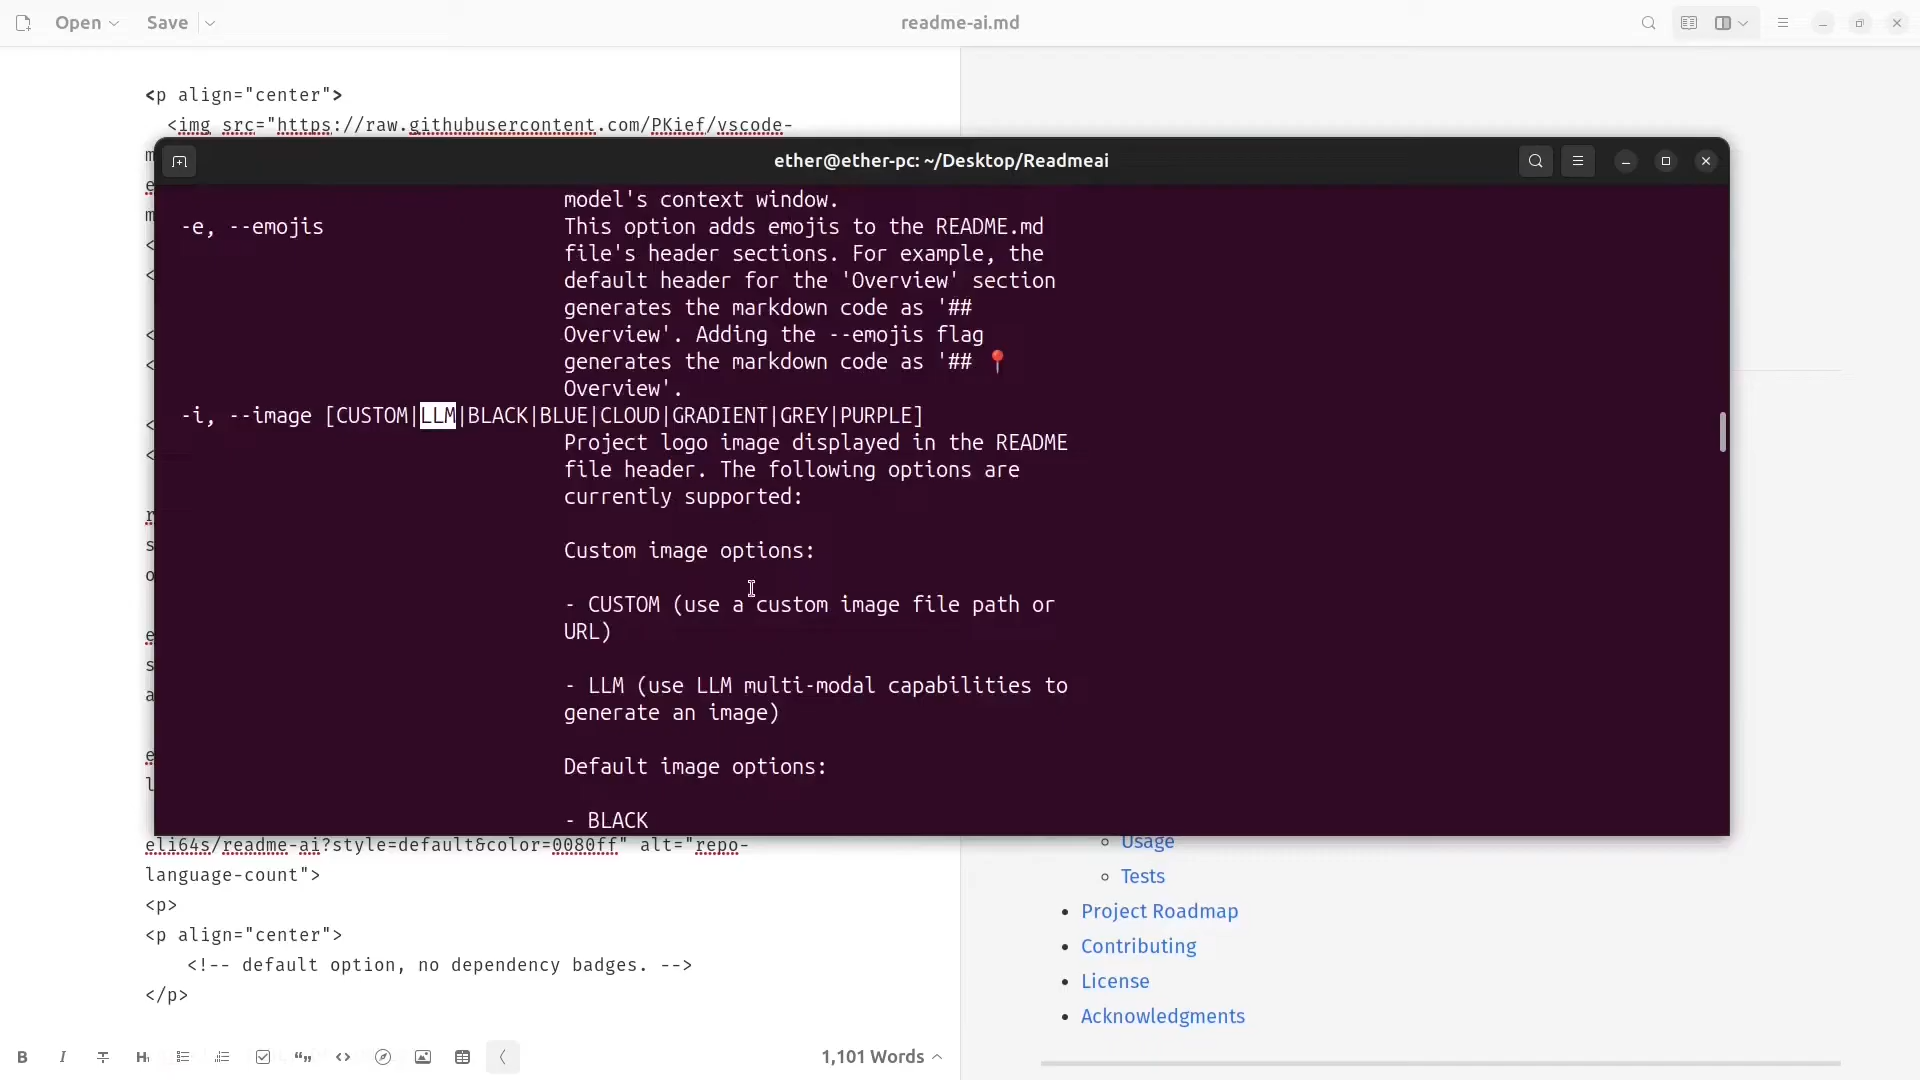 Open
Save
readme-ai.md
<p align="center">
<img src="https://raw.githubusercontent.com/PKief/vscode-
ether@ether-pc: ~/Desktop/Readmeai
model's context window.
-e, --emojis This option adds emojis to the README.md
file's header sections. For example, the
default header for the 'Overview' section
generates the markdown code as '##
Overview'. Adding the --emojis flag
generates the markdown code as '## 📍
Overview'.
-i, --image [CUSTOM|LLM|BLACK|BLUE|CLOUD|GRADIENT|GREY|PURPLE]
Project logo image displayed in the README
file header. The following options are
currently supported:
Custom image options:
- CUSTOM (use a custom image file path or
URL)
- LLM (use LLM multi-modal capabilities to
generate an image)
Default image options:
- BLACK
eli64s/readme-ai?style=default&color=0080ff" alt="repo-
language-count">
<p>
<p align="center">
<!-- default option, no dependency badges. -->
</p>
Usage
Tests
Project Roadmap
Contributing
License
Acknowledgments
1,101 Words